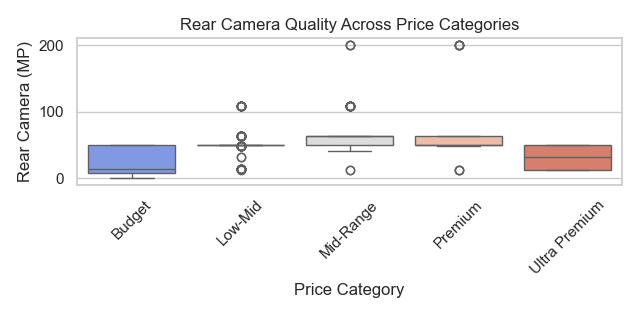 Rear Camera Quality Across Price Categories
Rear Camera (MP)
200
100
0
Budget
Low-Mid
Mid-Range
Premium
Ultra Premium
Price Category